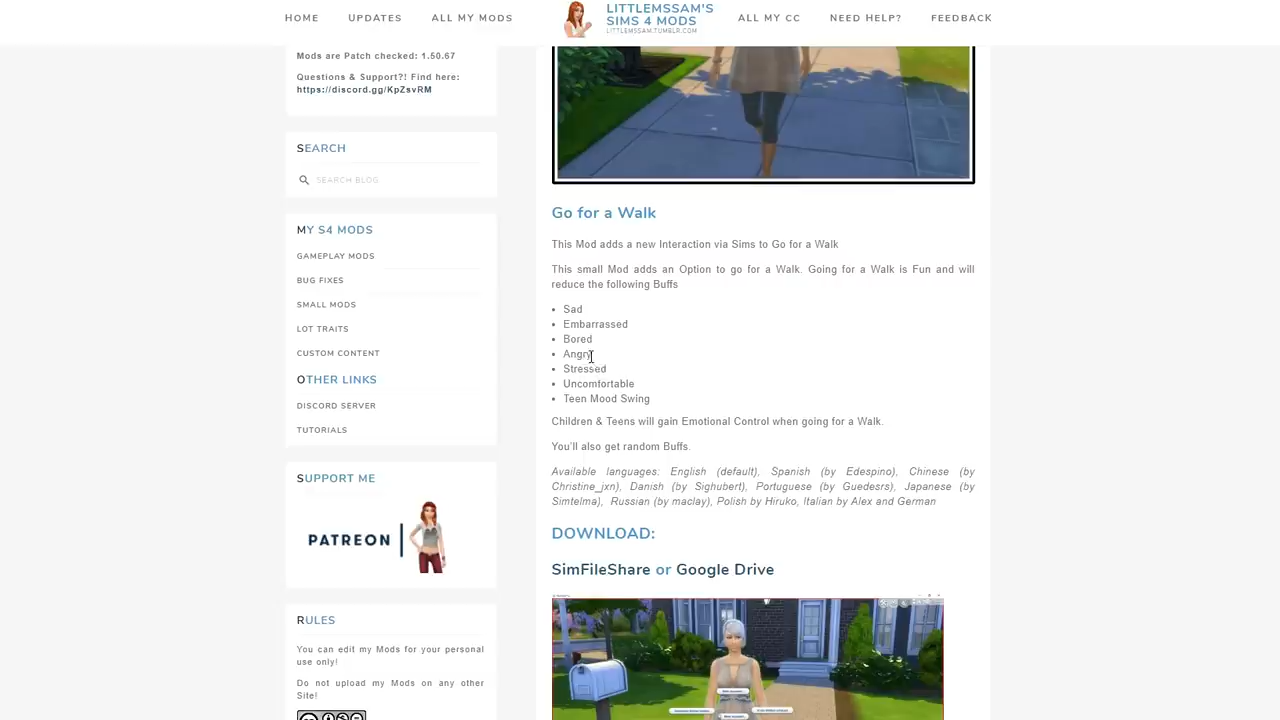 HOME
UPDATES
ALL MY MODS
LITTLEMSSAM'S
SIMS 4 MODS
LITTLEMSSAM.TUMBLR.COM
ALL MY CC
NEED HELP?
FEEDBACK
Mods are Patch checked: 1.50.67
Questions & Support?! Find here:
https://discord.gg/KpZsvRM
SEARCH
SEARCH BLOG
MY S4 MODS
GAMEPLAY MODS
BUG FIXES
SMALL MODS
LOT TRAITS
CUSTOM CONTENT
OTHER LINKS
DISCORD SERVER
TUTORIALS
SUPPORT ME
PATREON
RULES
You can edit my Mods for your personal
use only!
Do not upload my Mods on any other
Site!
Go for a Walk
This Mod adds a new Interaction via Sims to Go for a Walk
This small Mod adds an Option to go for a Walk. Going for a Walk is Fun and will
reduce the following Buffs
• Sad
• Embarrassed
• Bored
• Angry
• Stressed
• Uncomfortable
• Teen Mood Swing
Children & Teens will gain Emotional Control when going for a Walk.
You'll also get random Buffs.
Available languages: English (default), Spanish (by Edespino), Chinese (by
Christine_jxn), Danish (by Sighubert), Portuguese (by Guedesrs), Japanese (by
Simtelma), Russian (by maclay), Polish by Hiruko, Italian by Alex and German
DOWNLOAD:
SimFileShare or Google Drive